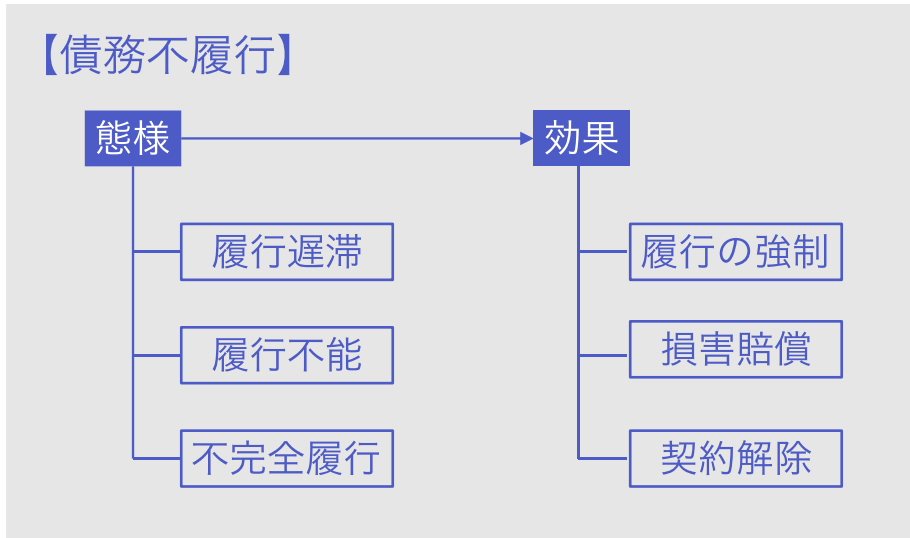 【債務不履行】
態様
履行遅滞
履行不能
不完全履行
効果
履行の強制
損害賠償
契約解除